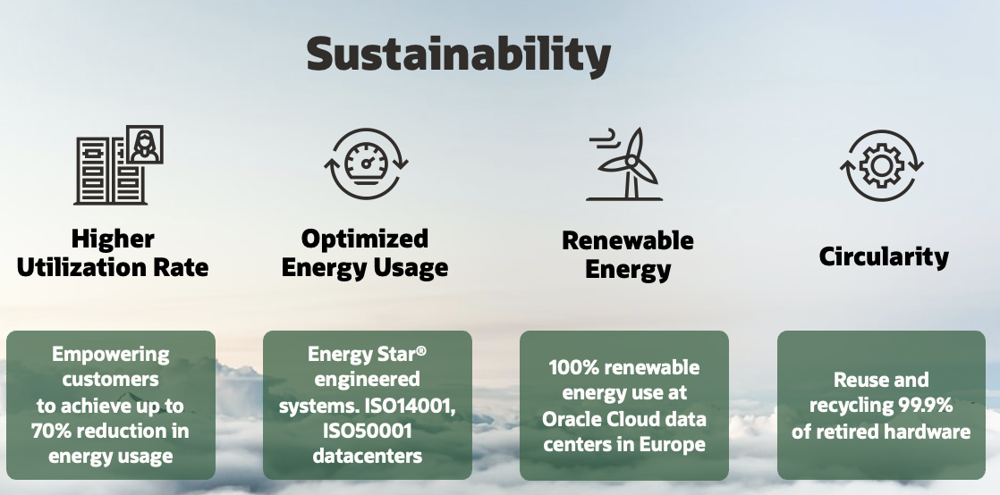 Sustainability
Higher
Utilization Rate
Empowering
customers
to achieve up to
70% reduction in
energy usage
Optimized
Energy Usage
Energy Star®
engineered
systems. ISO14001,
ISO50001
datacenters
Renewable
Energy
100% renewable
energy use at
Oracle Cloud data
centers in Europe
Circularity
Reuse and
recycling 99.9%
of retired hardware